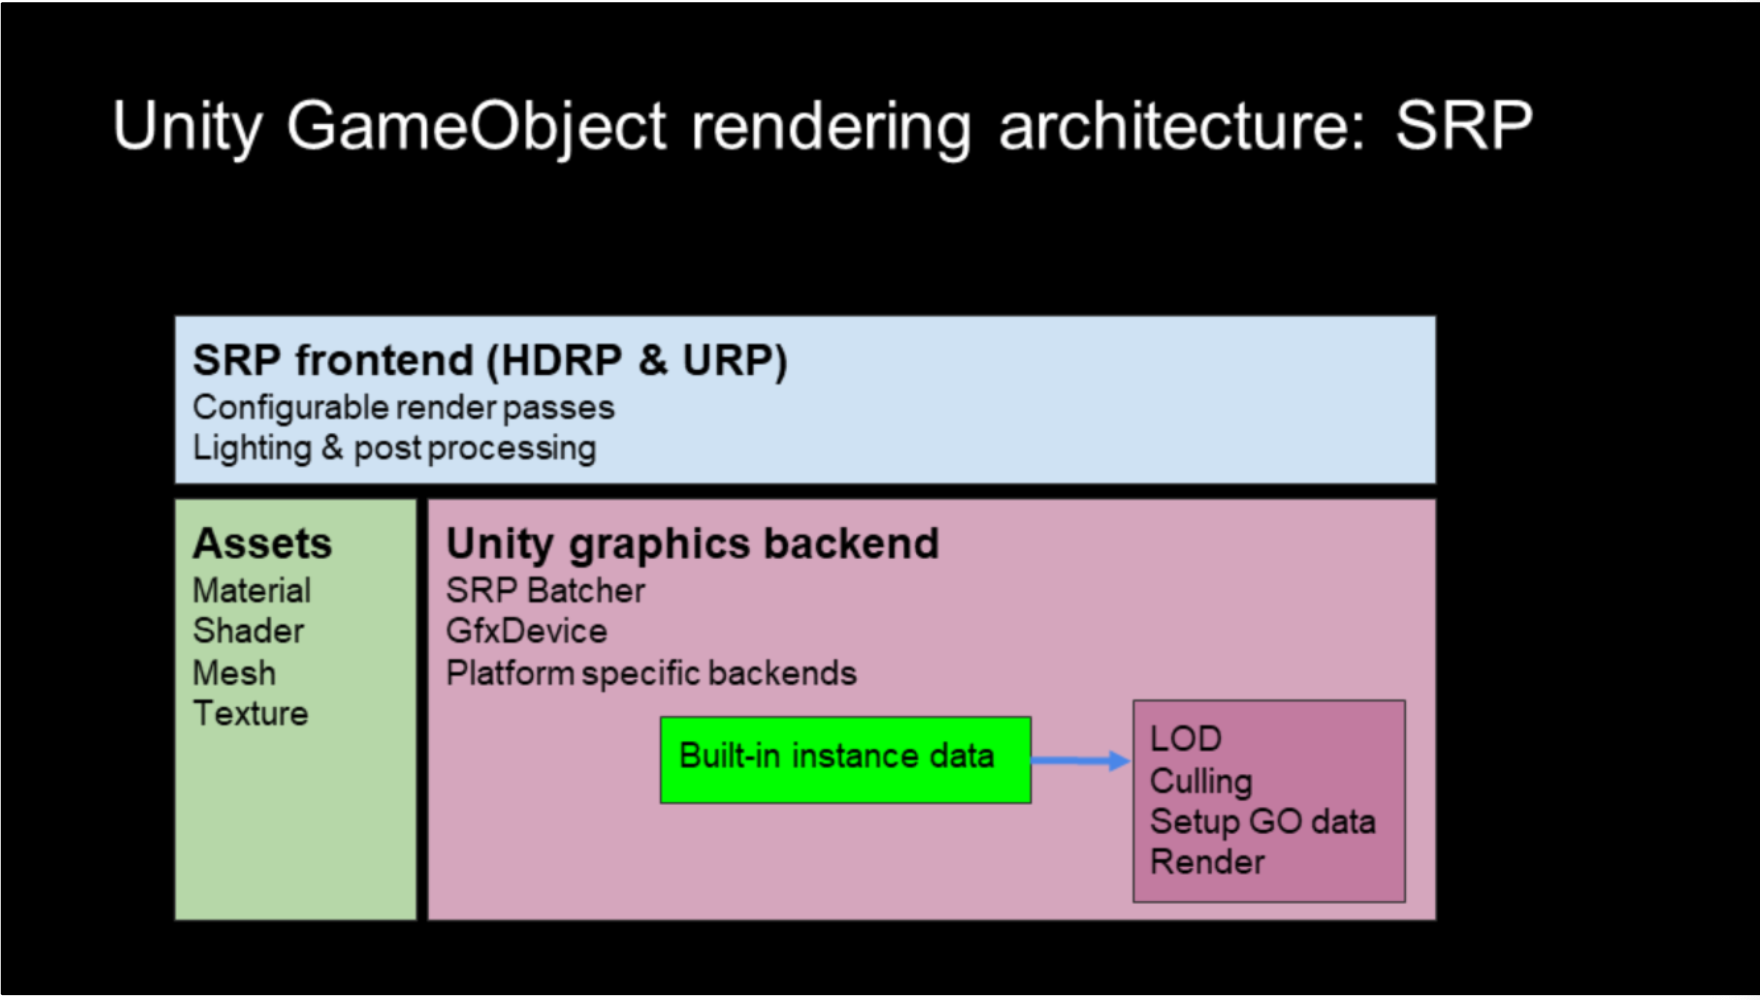 Unity GameObject rendering architecture: SRP
SRP frontend (HDRP & URP)
Configurable render passes
Lighting & post processing
Assets
Material
Shader
Mesh
Texture
Unity graphics backend
SRP Batcher
GfxDevice
Platform specific backends
Built-in instance data
LOD
Culling
Setup GO data
Render